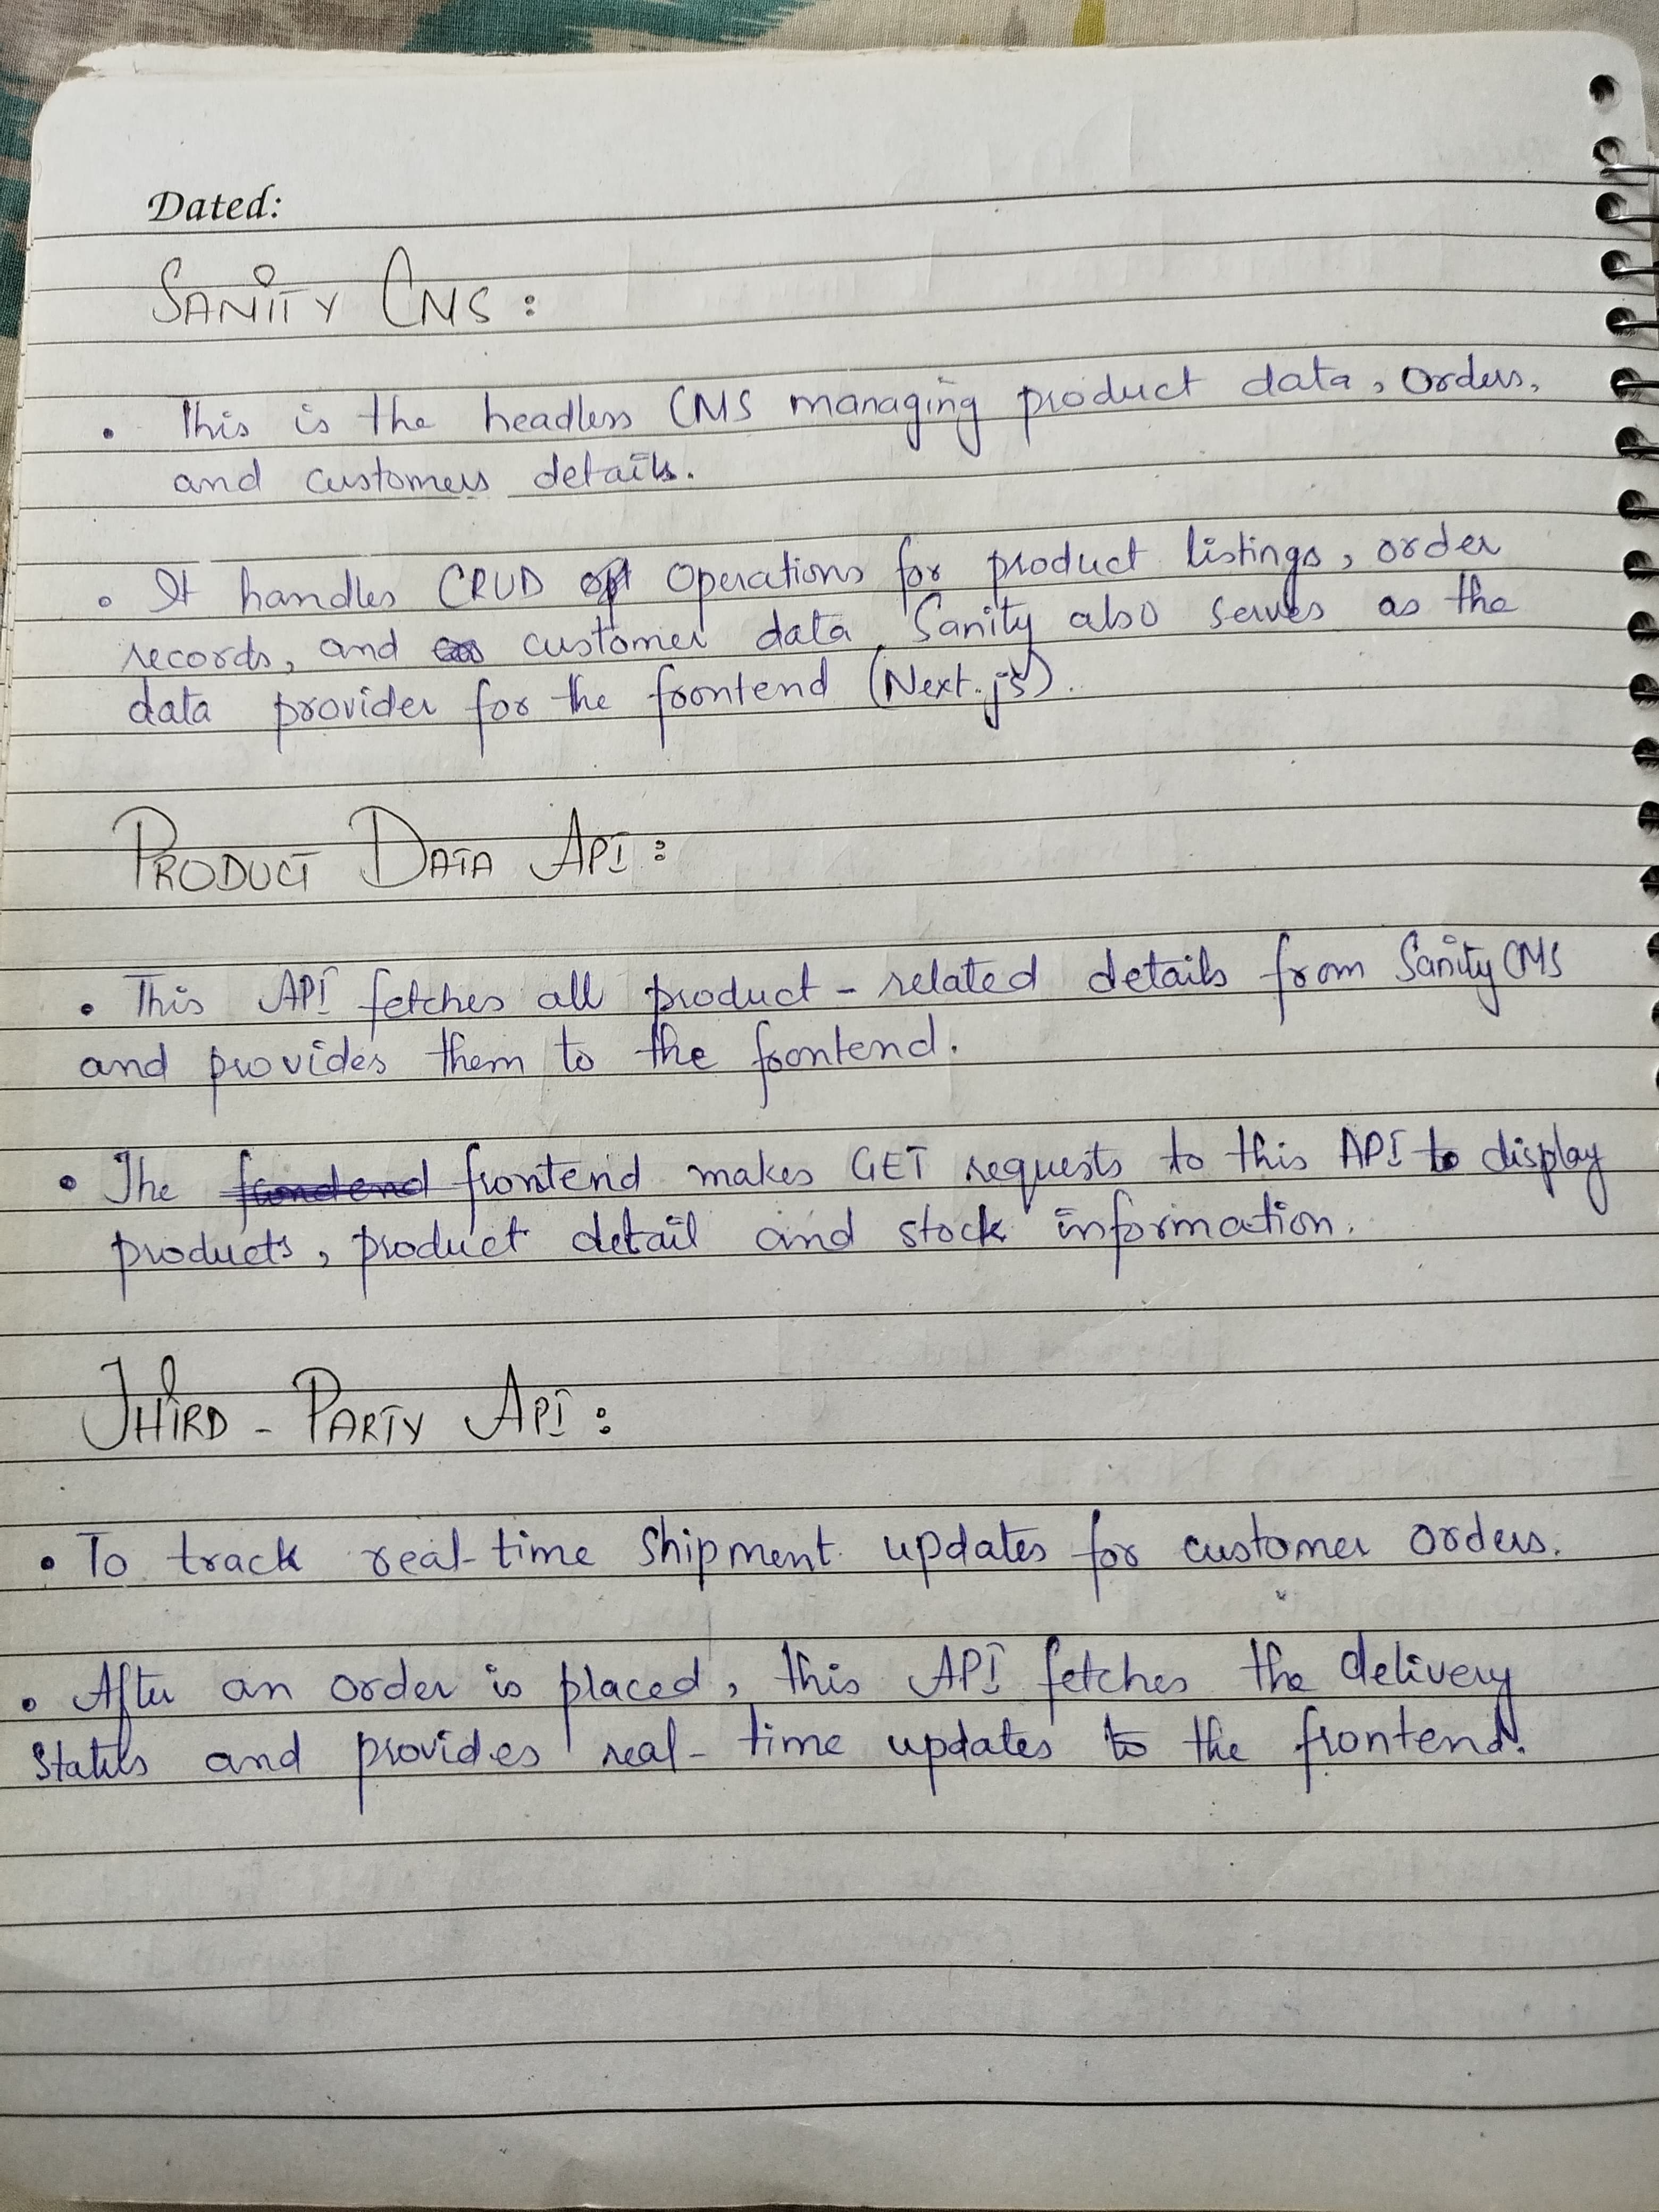 Dated:
SANITY CMS :
• This is the headless CMS managing product data, Orders,
and customers details.
• It handles CRUD Operations for product listings, order
records, and customer data. Sanity also serves as the
data provider for the frontend (Next.js).
PRODUCT DATA API :
• This API fetches all product - related details from Sanity CMS
and provides them to the frontend.
• The frontend makes GET requests to this API to display
products, product detail and stock information.
THIRD - PARTY API :
• To track real-time Shipment updates for customer orders.
• After an order is placed, this API fetches the delivery
status and provides real-time updates to the frontend.